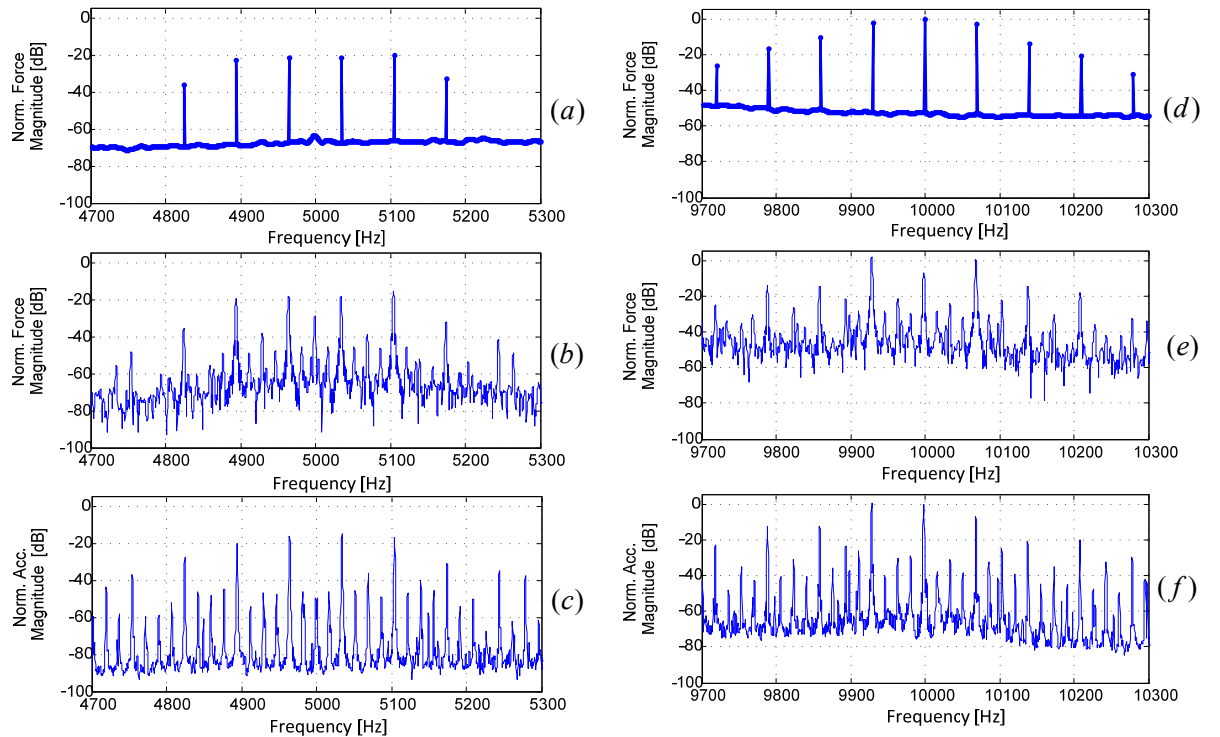 Norm. Force
Magnitude [dB]
0
-20
-40
-60
-80
-100
4700 4800 4900 5000 5100 5200 5300
Frequency [Hz]
(a)
Norm. Force
Magnitude [dB]
0
-20
-40
-60
-80
-100
4700 4800 4900 5000 5100 5200 5300
Frequency [Hz]
(b)
Norm. Acc.
Magnitude [dB]
0
-20
-40
-60
-80
-100
4700 4800 4900 5000 5100 5200 5300
Frequency [Hz]
(c)
Norm. Force
Magnitude [dB]
0
-20
-40
-60
-80
-100
9700 9800 9900 10000 10100 10200 10300
Frequency [Hz]
(d)
Norm. Force
Magnitude [dB]
0
-20
-40
-60
-80
-100
9700 9800 9900 10000 10100 10200 10300
Frequency [Hz]
(e)
Norm. Acc.
Magnitude [dB]
0
-20
-40
-60
-80
-100
9700 9800 9900 10000 10100 10200 10300
Frequency [Hz]
(f)